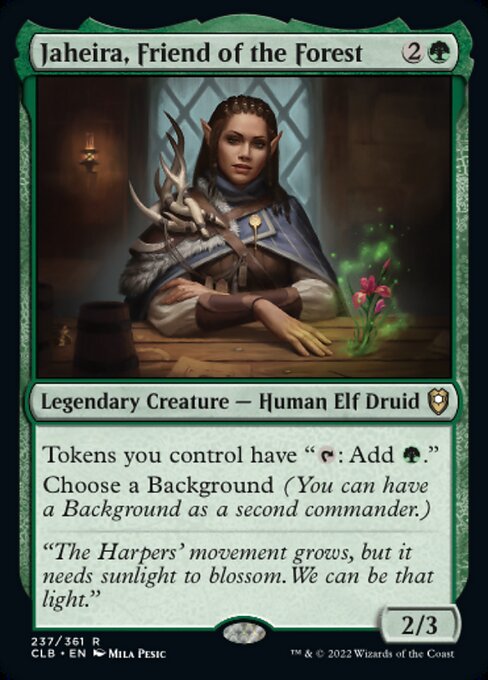 Jaheira, Friend of the Forest 2
Legendary Creature — Human Elf Druid
Tokens you control have “: Add .”
Choose a Background (You can have
a Background as a second commander.)
“The Harpers’ movement grows, but it
needs sunlight to blossom. We can be that
light.”
2/3
237/361 R
CLB • EN Mila Pesic
™ & © 2022 Wizards of the Coast